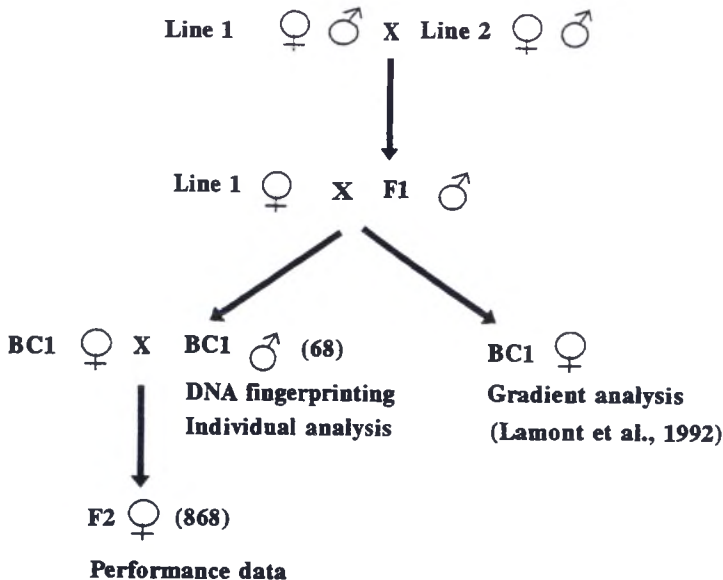 Line 1 ♀ ♂ X Line 2 ♀ ♂
Line 1 ♀ X F1 ♂
BC1 ♀ X BC1 ♂ (68)
DNA fingerprinting
Individual analysis
BC1 ♀
Gradient analysis
(Lamont et al., 1992)
F2 ♀ (868)
Performance data